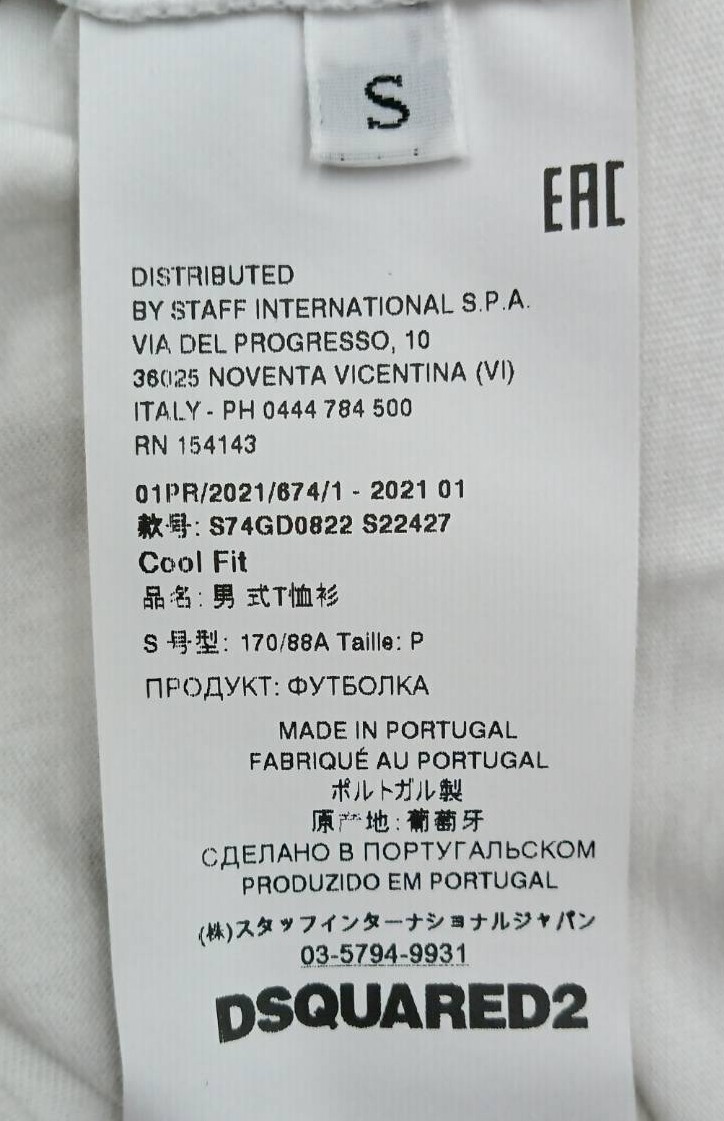 S
EAC
DISTRIBUTED
BY STAFF INTERNATIONAL S.P.A.
VIA DEL PROGRESSO, 10
36025 NOVENTA VICENTINA (VI)
ITALY - PH 0444 784 500
RN 154143
01PR/2021/674/1 - 2021 01
款号: S74GD0822 S22427
Cool Fit
品名: 男 式T恤衫
S 号型: 170/88A Taille: P
ПРОДУКТ: ФУТБОЛКА
MADE IN PORTUGAL
FABRIQUÉ AU PORTUGAL
ポルトガル製
原产地: 葡萄牙
СДЕЛАНО В ПОРТУГАЛЬСКОМ
PRODUZIDO EM PORTUGAL
(株)スタッフインターナショナルジャパン
03-5794-9931
DSQUARED2